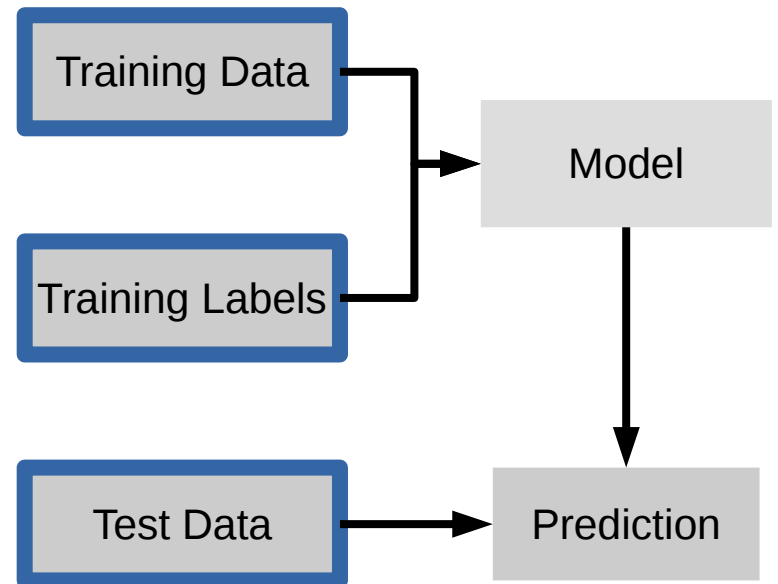 Training Data
Model
Training Labels
Test Data
Prediction